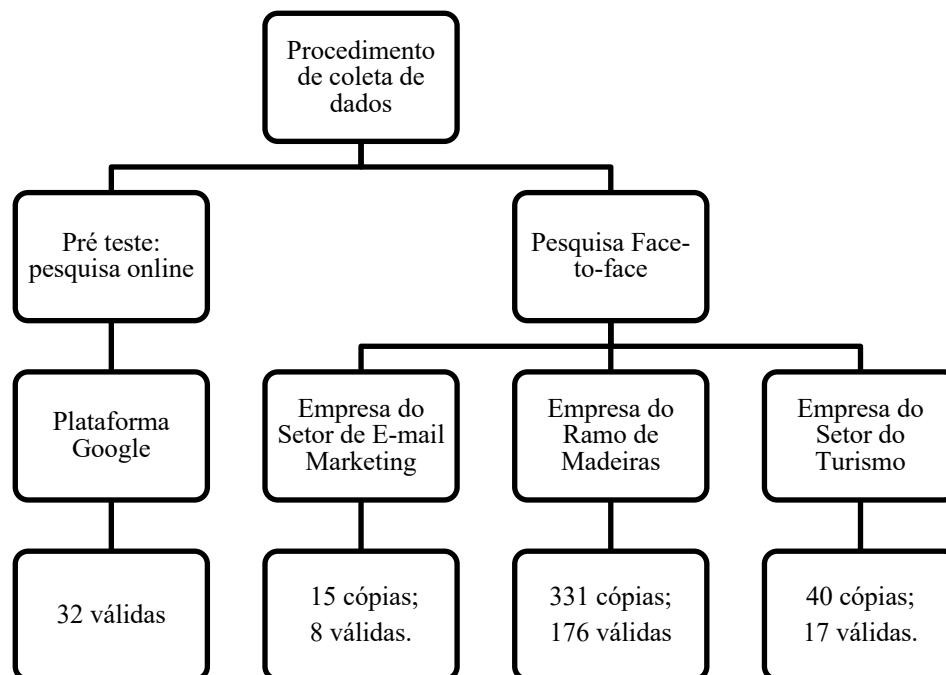 Procedimento
de coleta de
dados
Pré teste:
pesquisa online
Pesquisa Face-
to-face
Plataforma
Google
Empresa do
Setor de E-mail
Marketing
Empresa do
Ramo de
Madeiras
Empresa do
Setor do
Turismo
32 válidas
15 cópias;
8 válidas.
331 cópias;
176 válidas
40 cópias;
17 válidas.